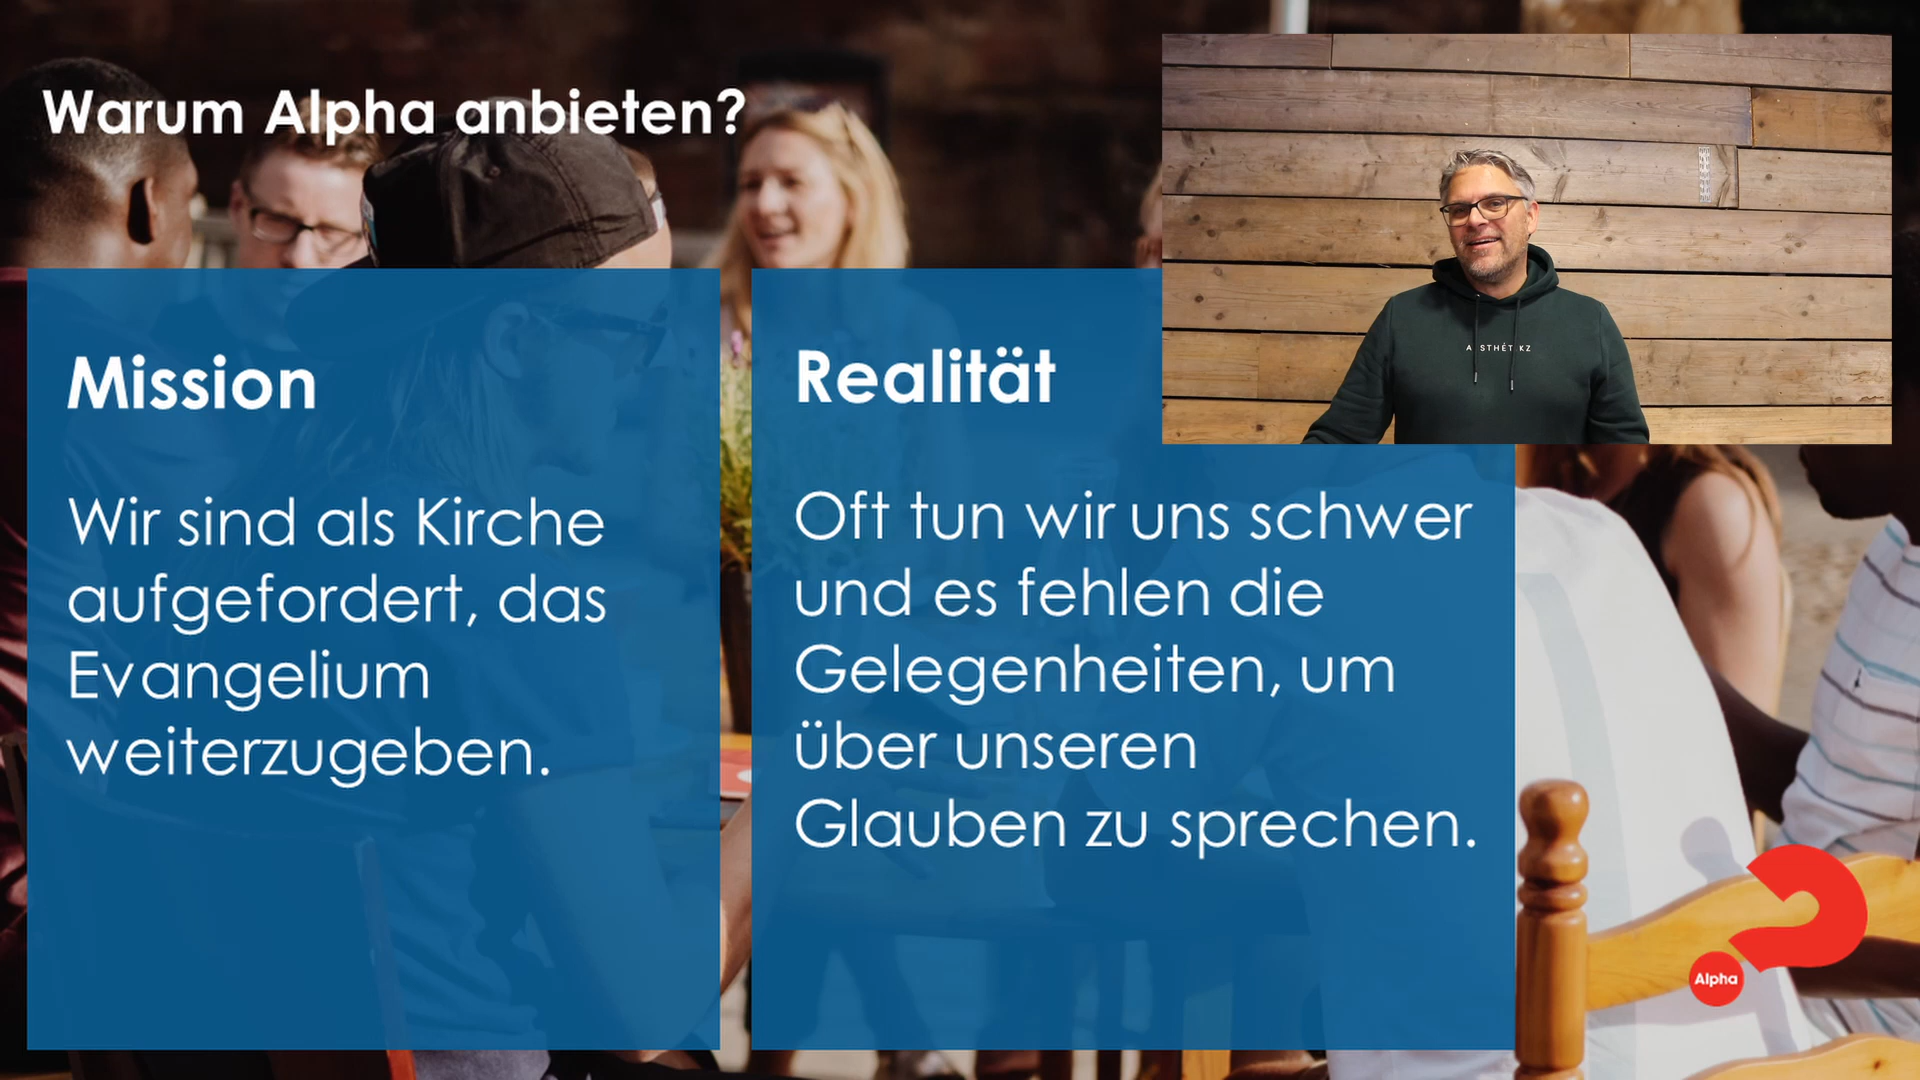 Warum Alpha anbieten?
Mission
Wir sind als Kirche
aufgefordert, das
Evangelium
weiterzugeben.
Realität
Oft tun wir uns schwer
und es fehlen die
Gelegenheiten, um
über unseren
Glauben zu sprechen.
Alpha